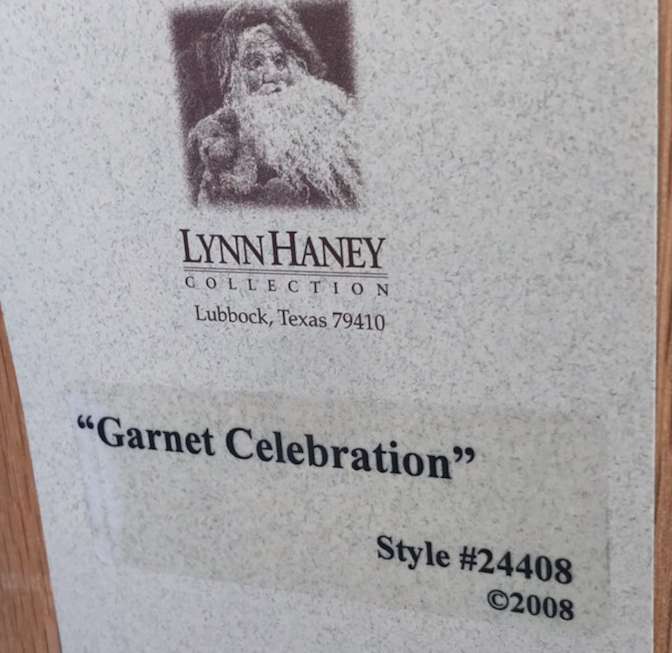 LYNN HANEY
COLLECTION
Lubbock, Texas 79410
“Garnet Celebration”
Style #24408
©2008